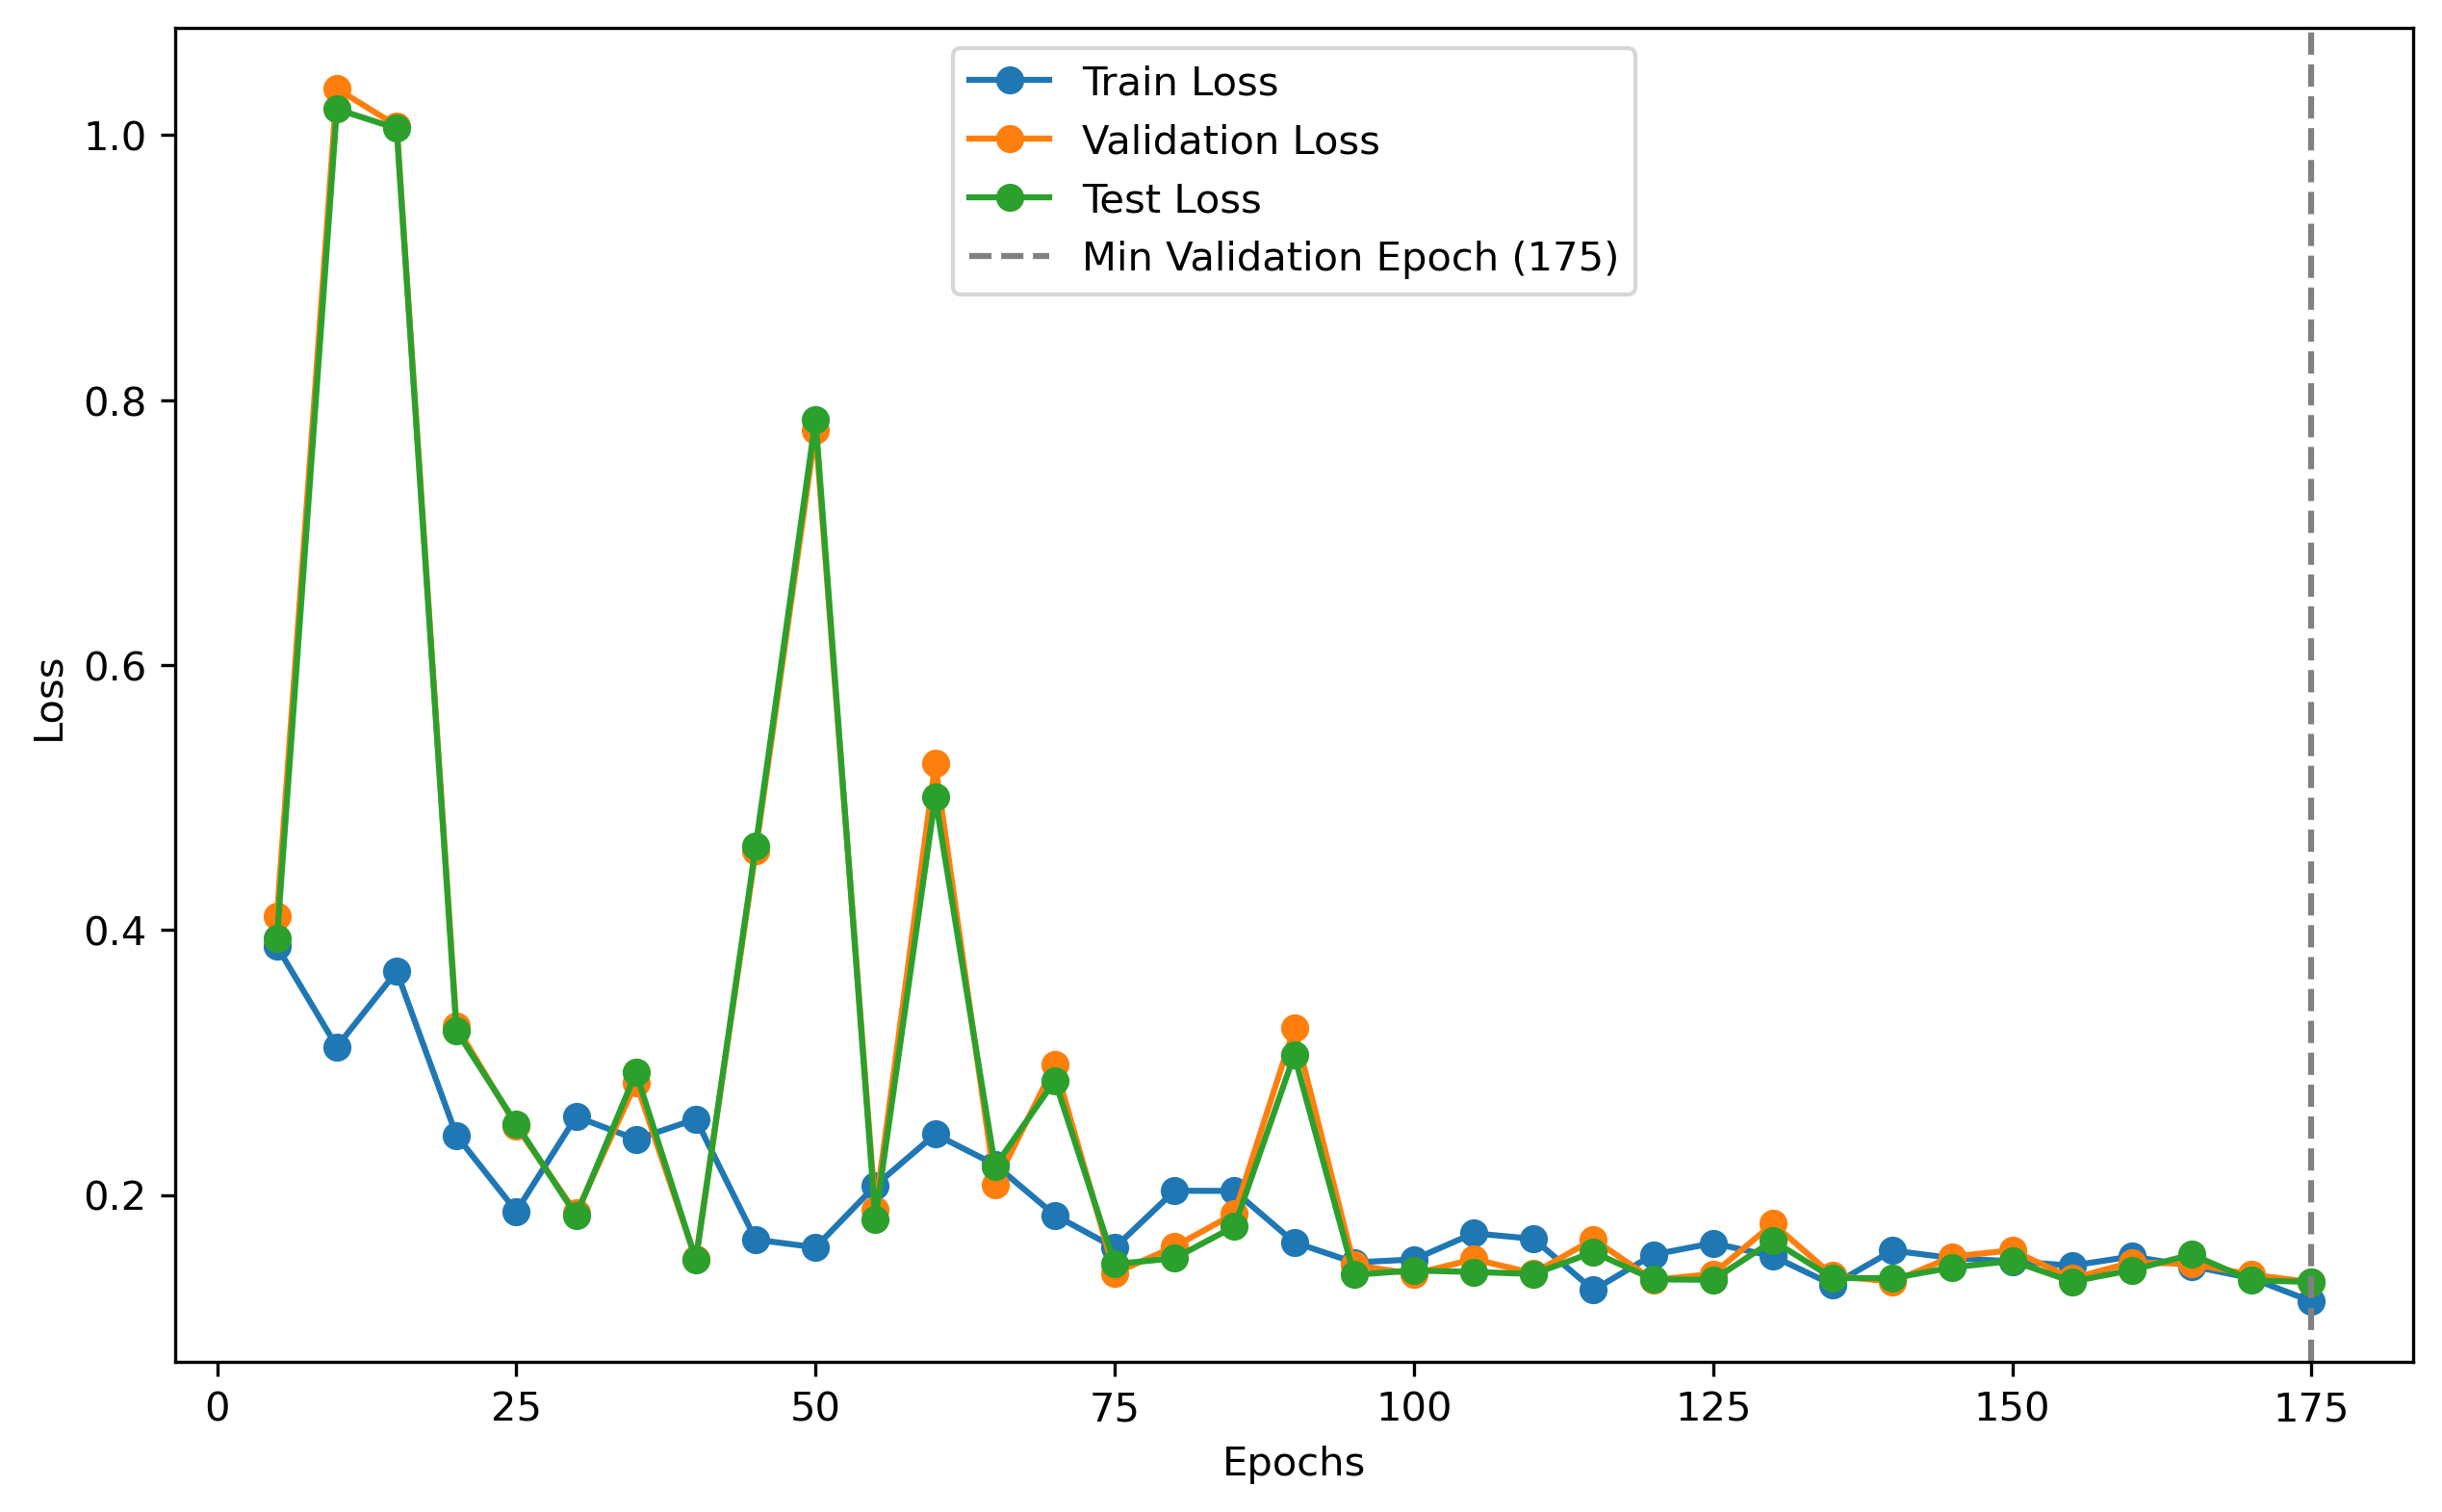 Train Loss
Validation Loss
Test Loss
Min Validation Epoch (175)
1.0
0.8
0.6
0.4
0.2
Loss
0 25 50 75 100 125 150 175
Epochs